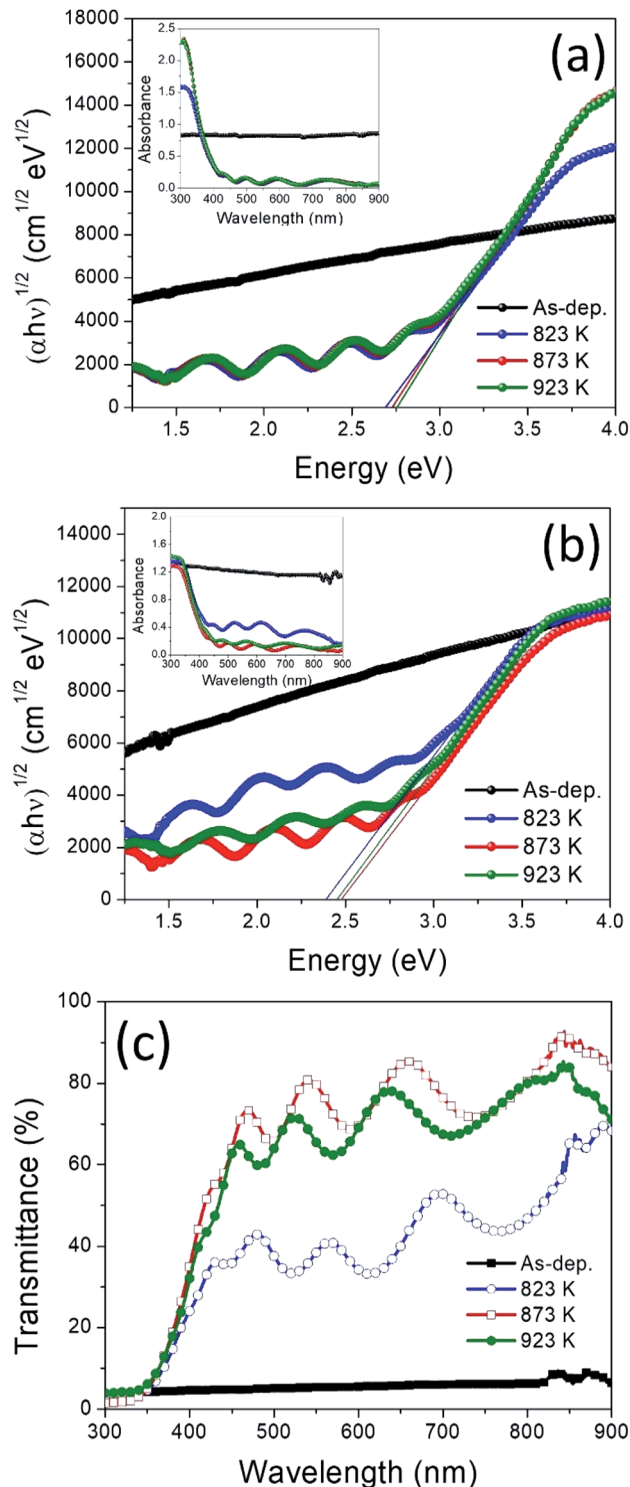 (a)
18000
16000
14000
12000
10000
8000
6000
4000
2000
0
(αhν)^1/2 (cm^1/2 eV^1/2)
2.5
2.0
1.5
1.0
0.5
0.0
Absorbance
300 400 500 600 700 800 900
Wavelength (nm)
As-dep.
823 K
873 K
923 K
1.5 2.0 2.5 3.0 3.5 4.0
Energy (eV)
(b)
14000
12000
10000
8000
6000
4000
2000
0
(αhν)^1/2 (cm^1/2 eV^1/2)
2.0
1.6
1.2
0.8
0.4
0.0
Absorbance
300 400 500 600 700 800 900
Wavelength (nm)
As-dep.
823 K
873 K
923 K
1.5 2.0 2.5 3.0 3.5 4.0
Energy (eV)
(c)
100
80
60
40
20
0
Transmittance (%)
As-dep.
823 K
873 K
923 K
300 400 500 600 700 800 900
Wavelength (nm)